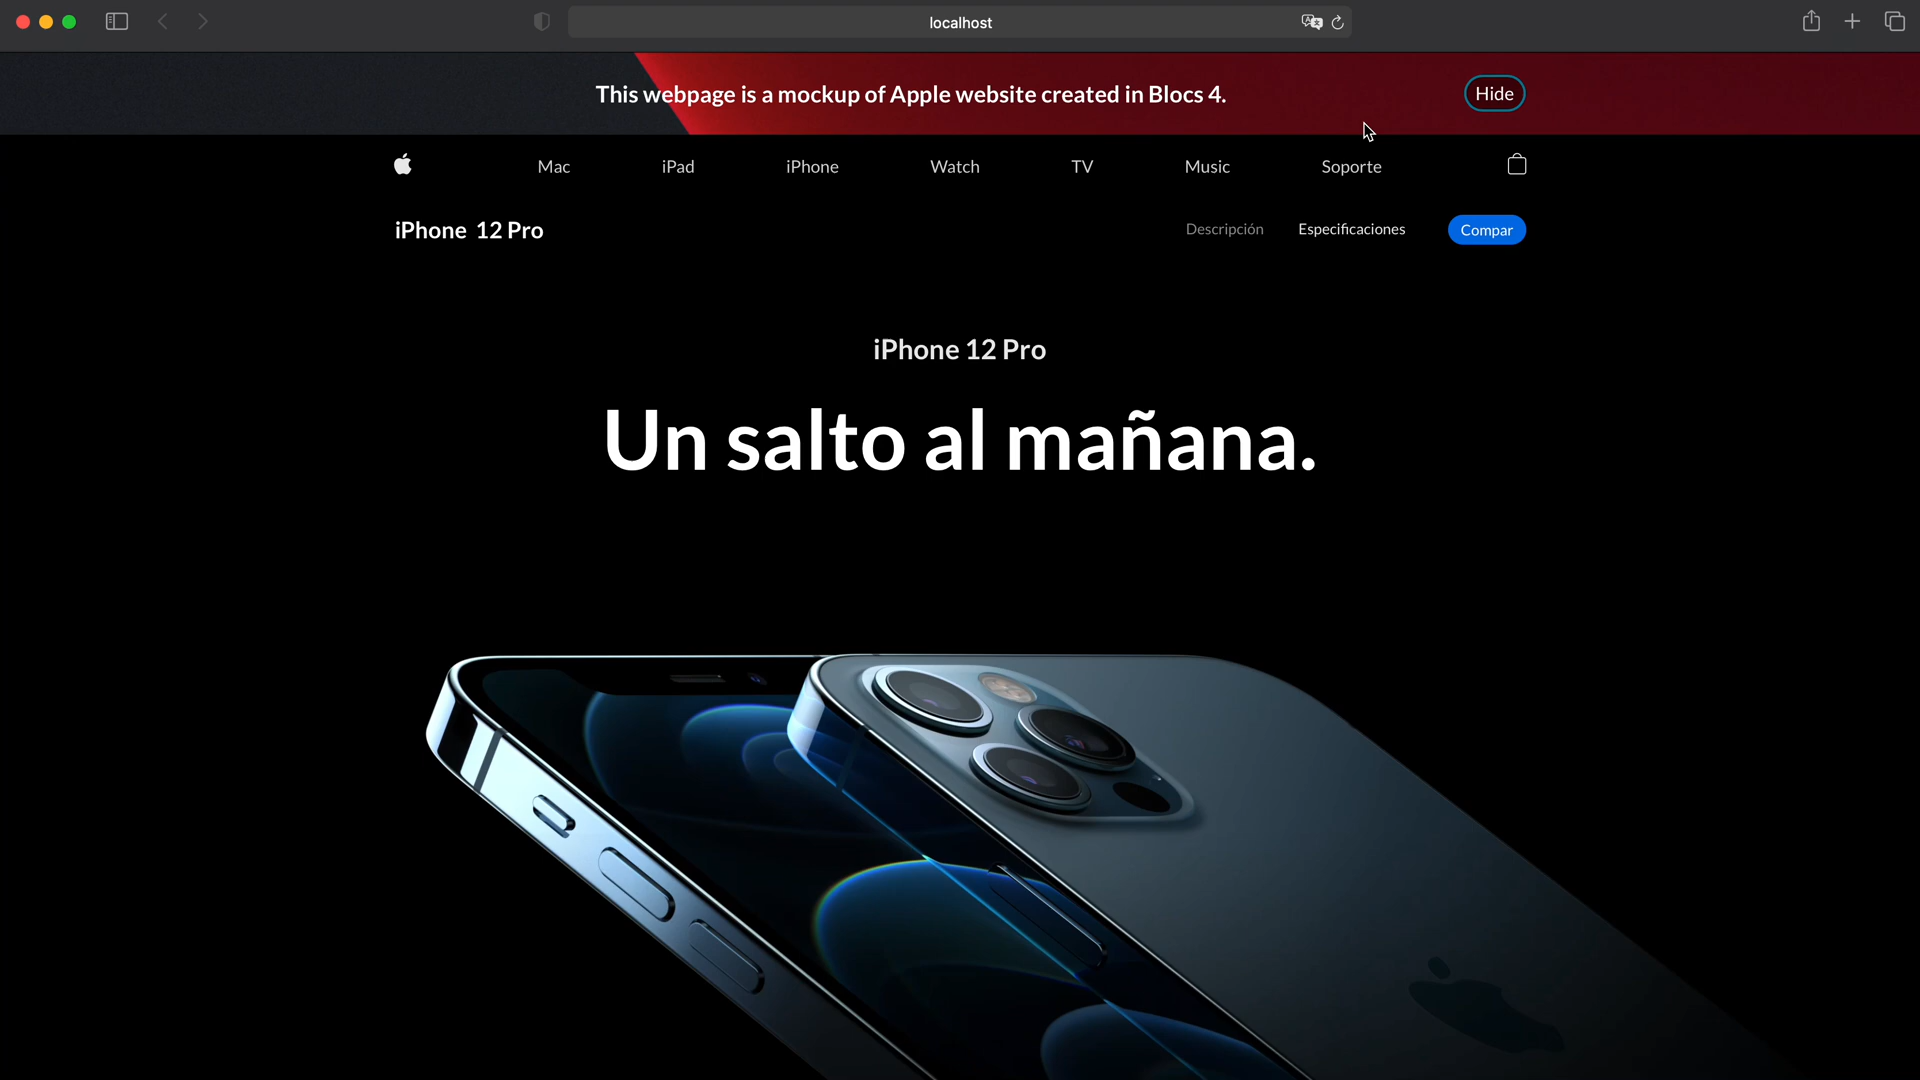 localhost
This webpage is a mockup of Apple website created in Blocs 4.
Hide
Mac iPad iPhone Watch TV Music Soporte
iPhone 12 Pro
Descripción Especificaciones Compar
iPhone 12 Pro
Un salto al mañana.